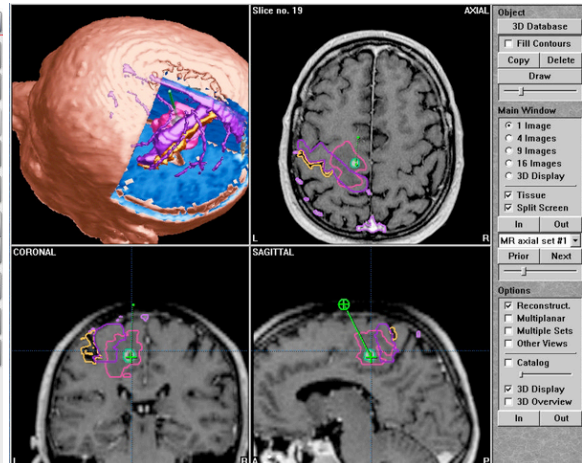 Slice no. 19
AXIAL
L
R
CORONAL
L
R
SAGITTAL
A
P
Object
3D Database
Fill Contours
Copy
Delete
Draw
Main Window
1 Image
4 Images
9 Images
16 Images
3D Display
Tissue
Split Screen
In
Out
MR axial set #1
Prior
Next
Options
Reconstruct.
Multiplanar
Multiple Sets
Other Views
Catalog
3D Display
3D Overview
In
Out